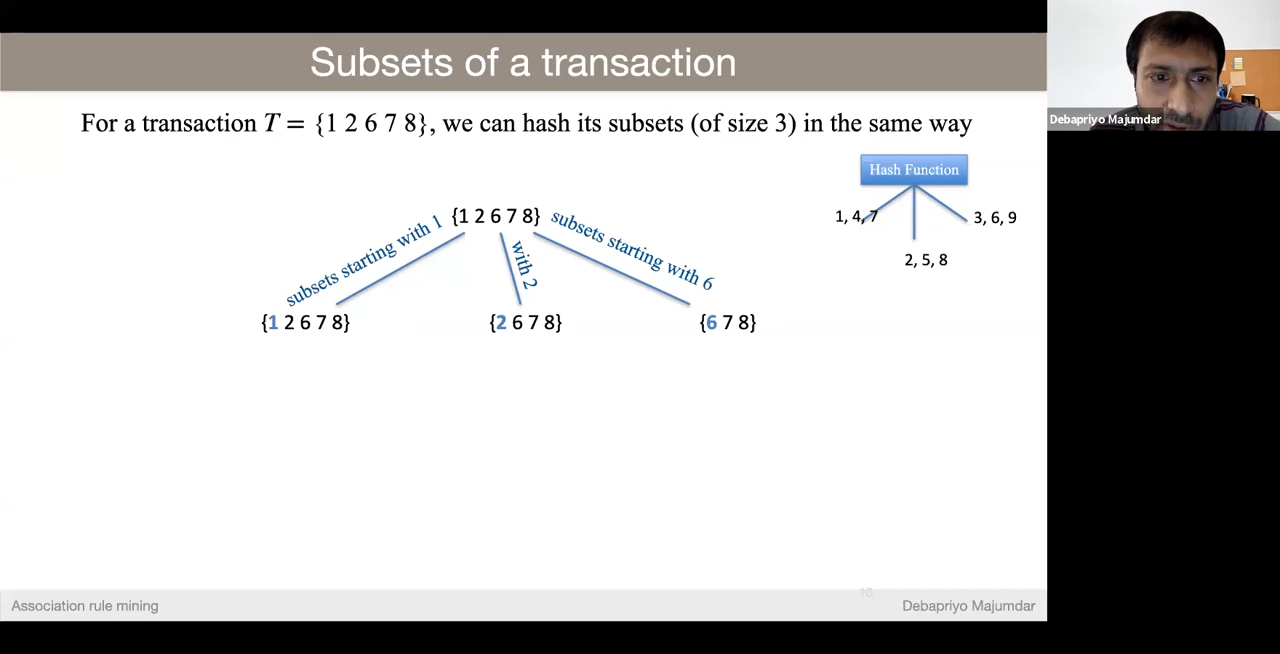 Subsets of a transaction
Debapriyo Majumdar
For a transaction T = {1 2 6 7 8}, we can hash its subsets (of size 3) in the same way
Hash Function
1, 4, 7
3, 6, 9
2, 5, 8
{1 2 6 7 8}
subsets starting with 1
with 2
subsets starting with 6
{1 2 6 7 8}
{2 6 7 8}
{6 7 8}
16
Association rule mining
Debapriyo Majumdar